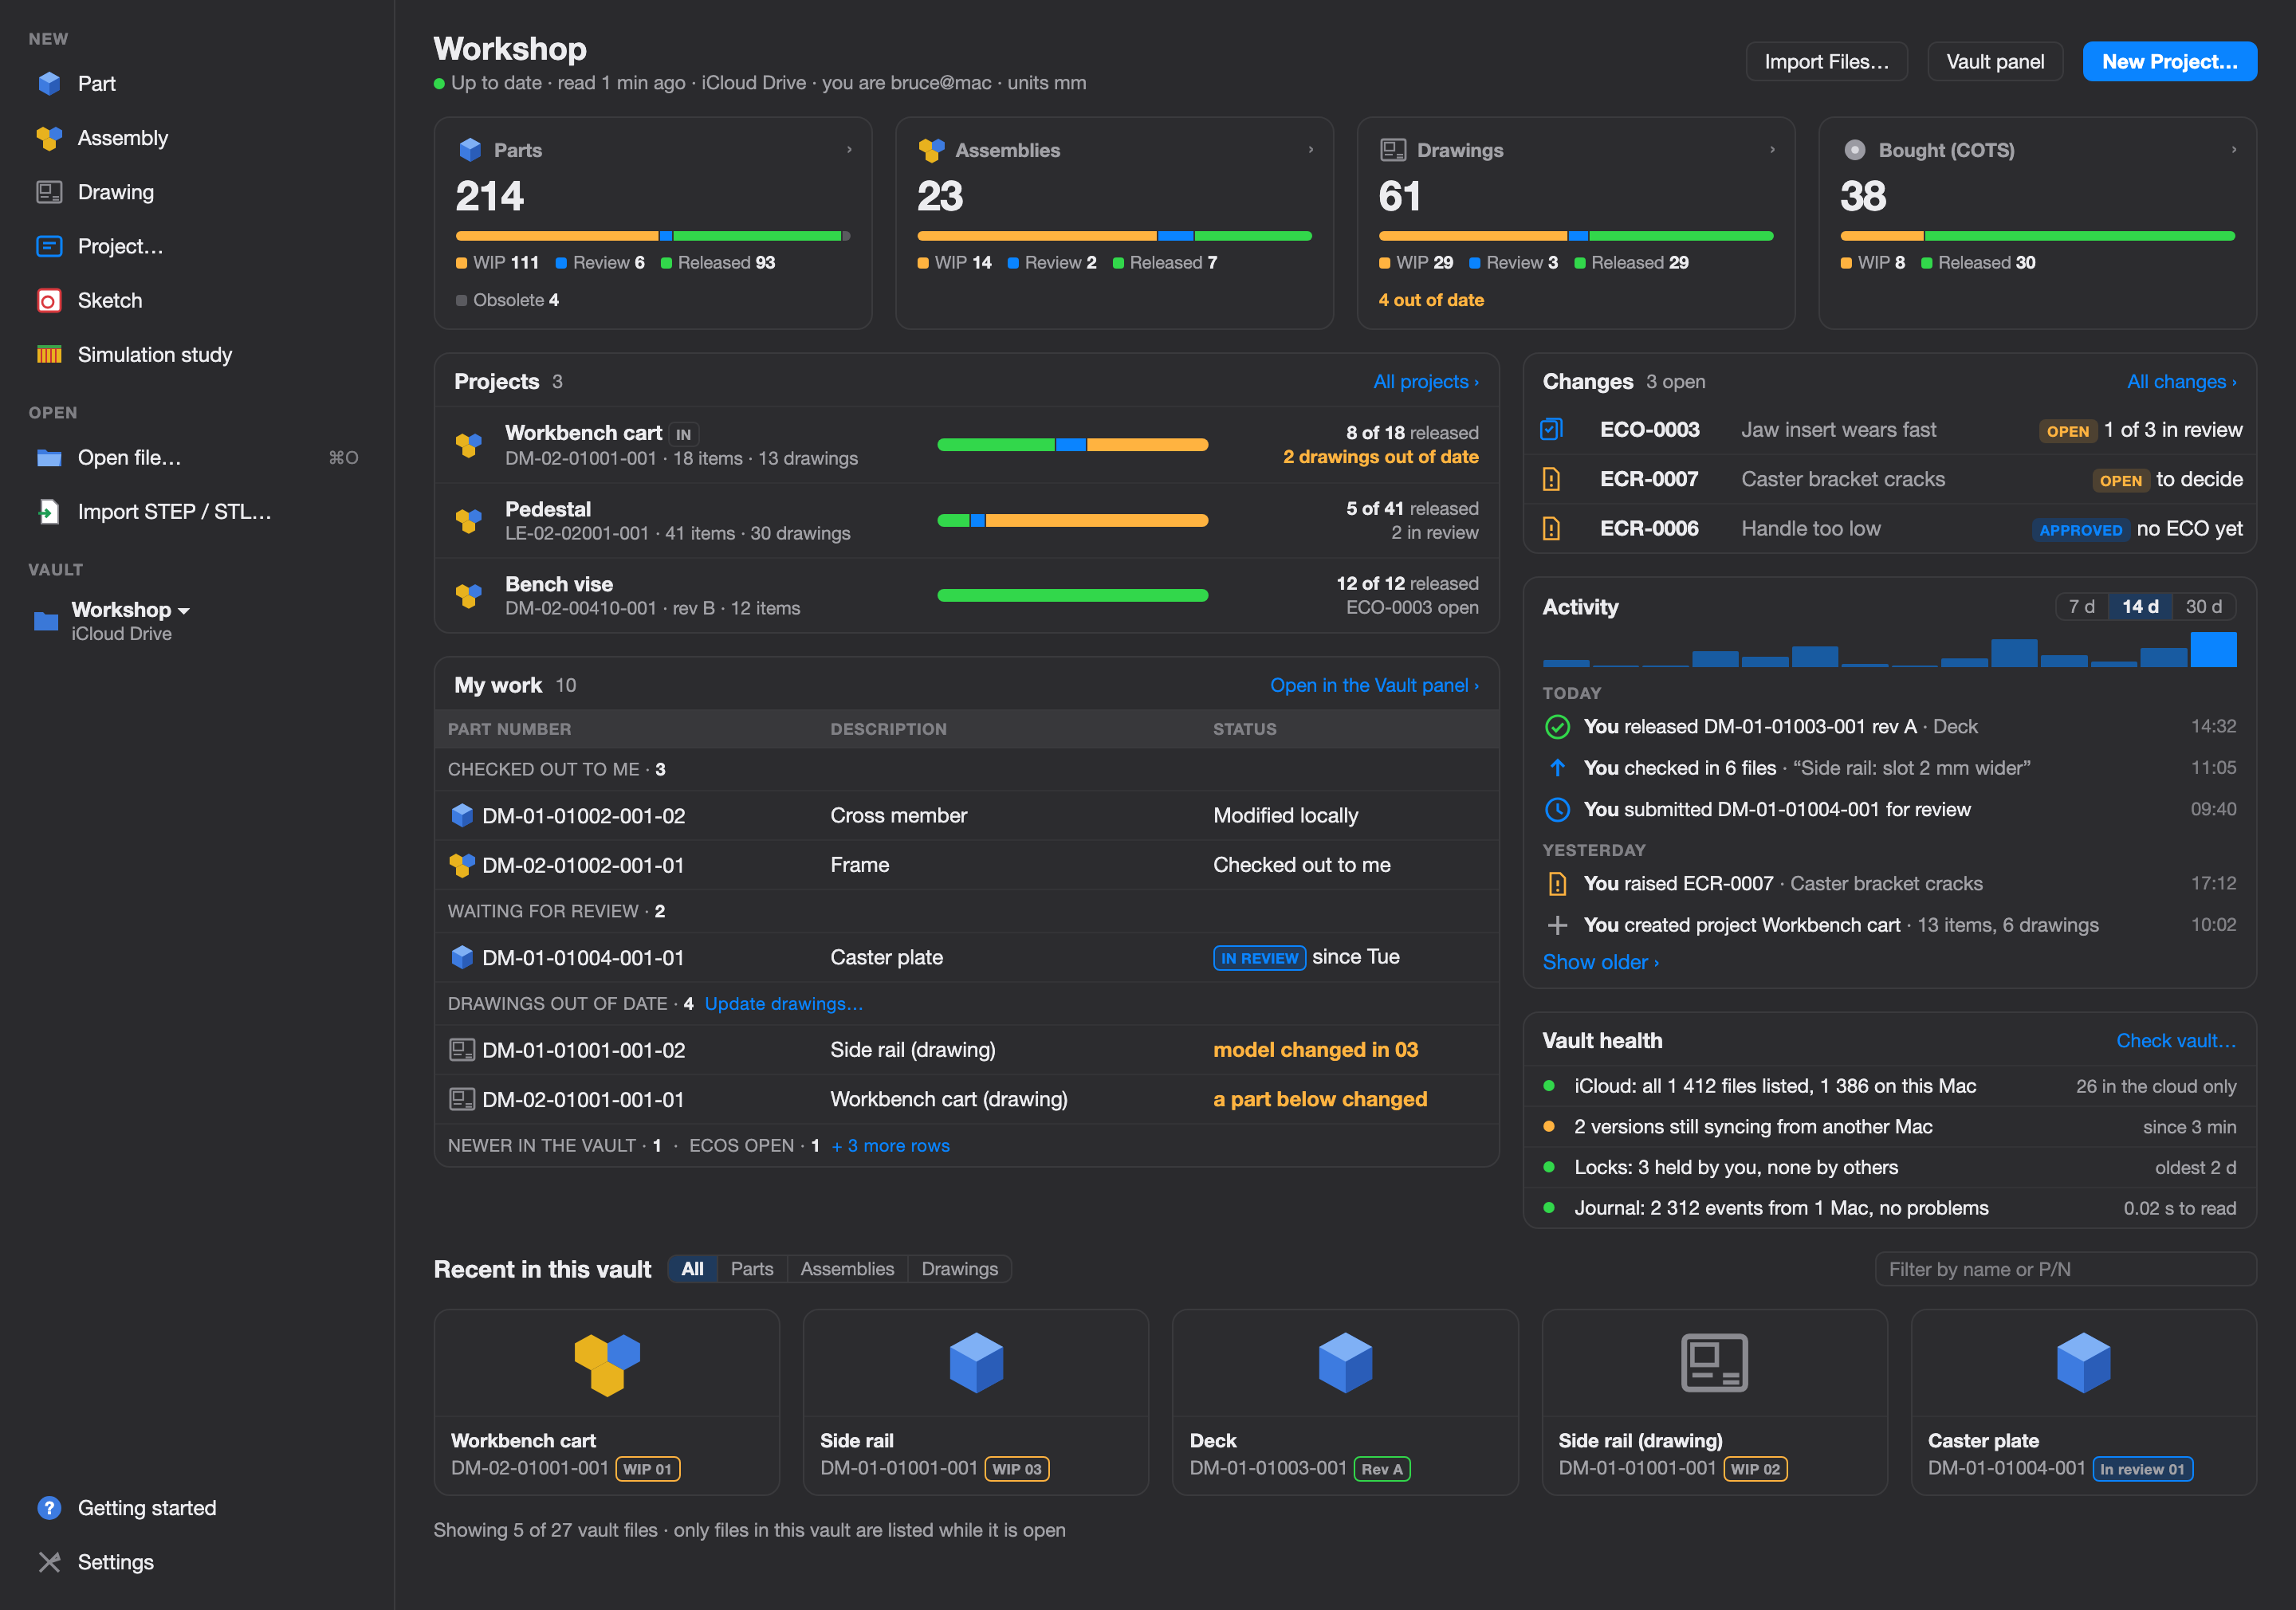 NEW
Part
Assembly
Drawing
Project…
Sketch
Simulation study
OPEN
Open file… ⌘O
Import STEP / STL…
VAULT
Workshop
iCloud Drive
Getting started
Settings
Workshop
Up to date · read 1 min ago · iCloud Drive · you are bruce@mac · units mm
Import Files… Vault panel New Project…
Parts ›
214
WIP 111 Review 6 Released 93
Obsolete 4
Assemblies ›
23
WIP 14 Review 2 Released 7
Drawings ›
61
WIP 29 Review 3 Released 29
4 out of date
Bought (COTS) ›
38
WIP 8 Released 30
Projects 3 All projects ›
Workbench cart IN
DM-02-01001-001 · 18 items · 13 drawings
8 of 18 released
2 drawings out of date
Pedestal
LE-02-02001-001 · 41 items · 30 drawings
5 of 41 released
2 in review
Bench vise
DM-02-00410-001 · rev B · 12 items
12 of 12 released
ECO-0003 open
My work 10 Open in the Vault panel ›
PART NUMBER DESCRIPTION STATUS
CHECKED OUT TO ME · 3
DM-01-01002-001-02 Cross member Modified locally
DM-02-01002-001-01 Frame Checked out to me
WAITING FOR REVIEW · 2
DM-01-01004-001-01 Caster plate IN REVIEW since Tue
DRAWINGS OUT OF DATE · 4 Update drawings…
DM-01-01001-001-02 Side rail (drawing) model changed in 03
DM-02-01001-001-01 Workbench cart (drawing) a part below changed
NEWER IN THE VAULT · 1 · ECOS OPEN · 1 + 3 more rows
Changes 3 open All changes ›
ECO-0003 Jaw insert wears fast OPEN 1 of 3 in review
ECR-0007 Caster bracket cracks OPEN to decide
ECR-0006 Handle too low APPROVED no ECO yet
Activity 7 d 14 d 30 d
TODAY
You released DM-01-01003-001 rev A · Deck 14:32
You checked in 6 files · “Side rail: slot 2 mm wider” 11:05
You submitted DM-01-01004-001 for review 09:40
YESTERDAY
You raised ECR-0007 · Caster bracket cracks 17:12
You created project Workbench cart · 13 items, 6 drawings 10:02
Show older ›
Vault health Check vault…
iCloud: all 1 412 files listed, 1 386 on this Mac 26 in the cloud only
2 versions still syncing from another Mac since 3 min
Locks: 3 held by you, none by others oldest 2 d
Journal: 2 312 events from 1 Mac, no problems 0.02 s to read
Recent in this vault All Parts Assemblies Drawings Filter by name or P/N
Workbench cart
DM-02-01001-001 WIP 01
Side rail
DM-01-01001-001 WIP 03
Deck
DM-01-01003-001 Rev A
Side rail (drawing)
DM-01-01001-001 WIP 02
Caster plate
DM-01-01004-001 In review 01
Showing 5 of 27 vault files · only files in this vault are listed while it is open